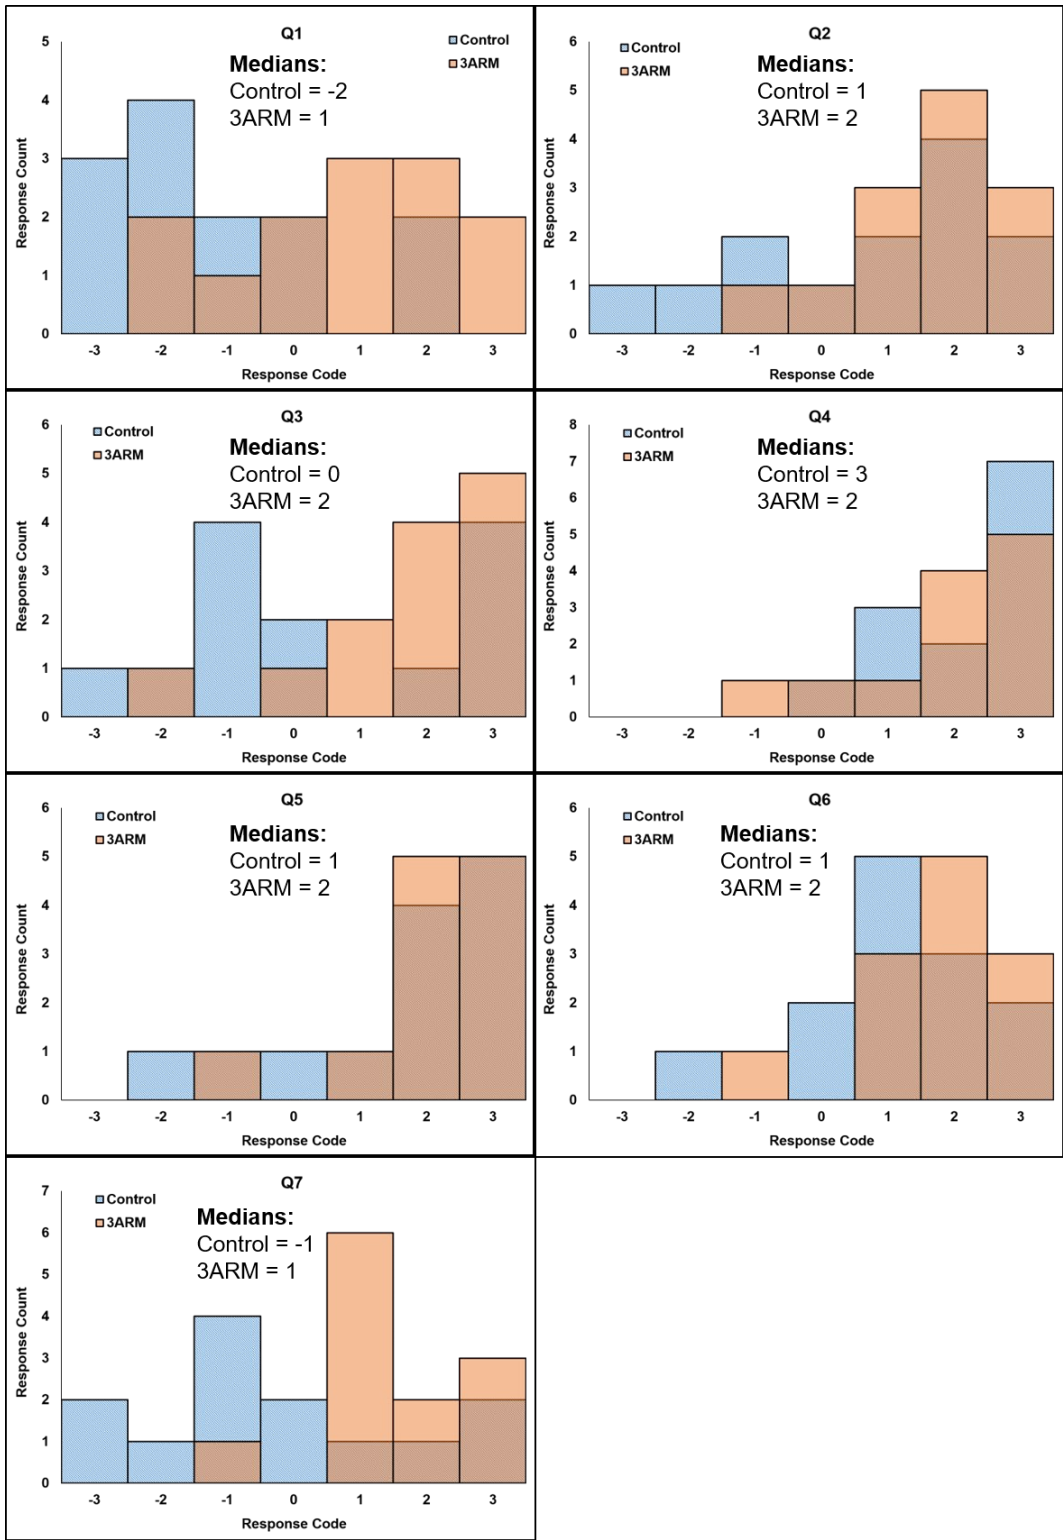 Q1
Control
3ARM
Medians:
Control = -2
3ARM = 1
Response Count
5
4
3
2
1
0
-3 -2 -1 0 1 2 3
Response Code
Q2
Control
3ARM
Medians:
Control = 1
3ARM = 2
Response Count
6
5
4
3
2
1
0
-3 -2 -1 0 1 2 3
Response Code
Q3
Control
3ARM
Medians:
Control = 0
3ARM = 2
Response Count
6
5
4
3
2
1
0
-3 -2 -1 0 1 2 3
Response Code
Q4
Control
3ARM
Medians:
Control = 3
3ARM = 2
Response Count
8
7
6
5
4
3
2
1
0
-3 -2 -1 0 1 2 3
Response Code
Q5
Control
3ARM
Medians:
Control = 1
3ARM = 2
Response Count
6
5
4
3
2
1
0
-3 -2 -1 0 1 2 3
Response Code
Q6
Control
3ARM
Medians:
Control = 1
3ARM = 2
Response Count
6
5
4
3
2
1
0
-3 -2 -1 0 1 2 3
Response Code
Q7
Control
3ARM
Medians:
Control = -1
3ARM = 1
Response Count
7
6
5
4
3
2
1
0
-3 -2 -1 0 1 2 3
Response Code